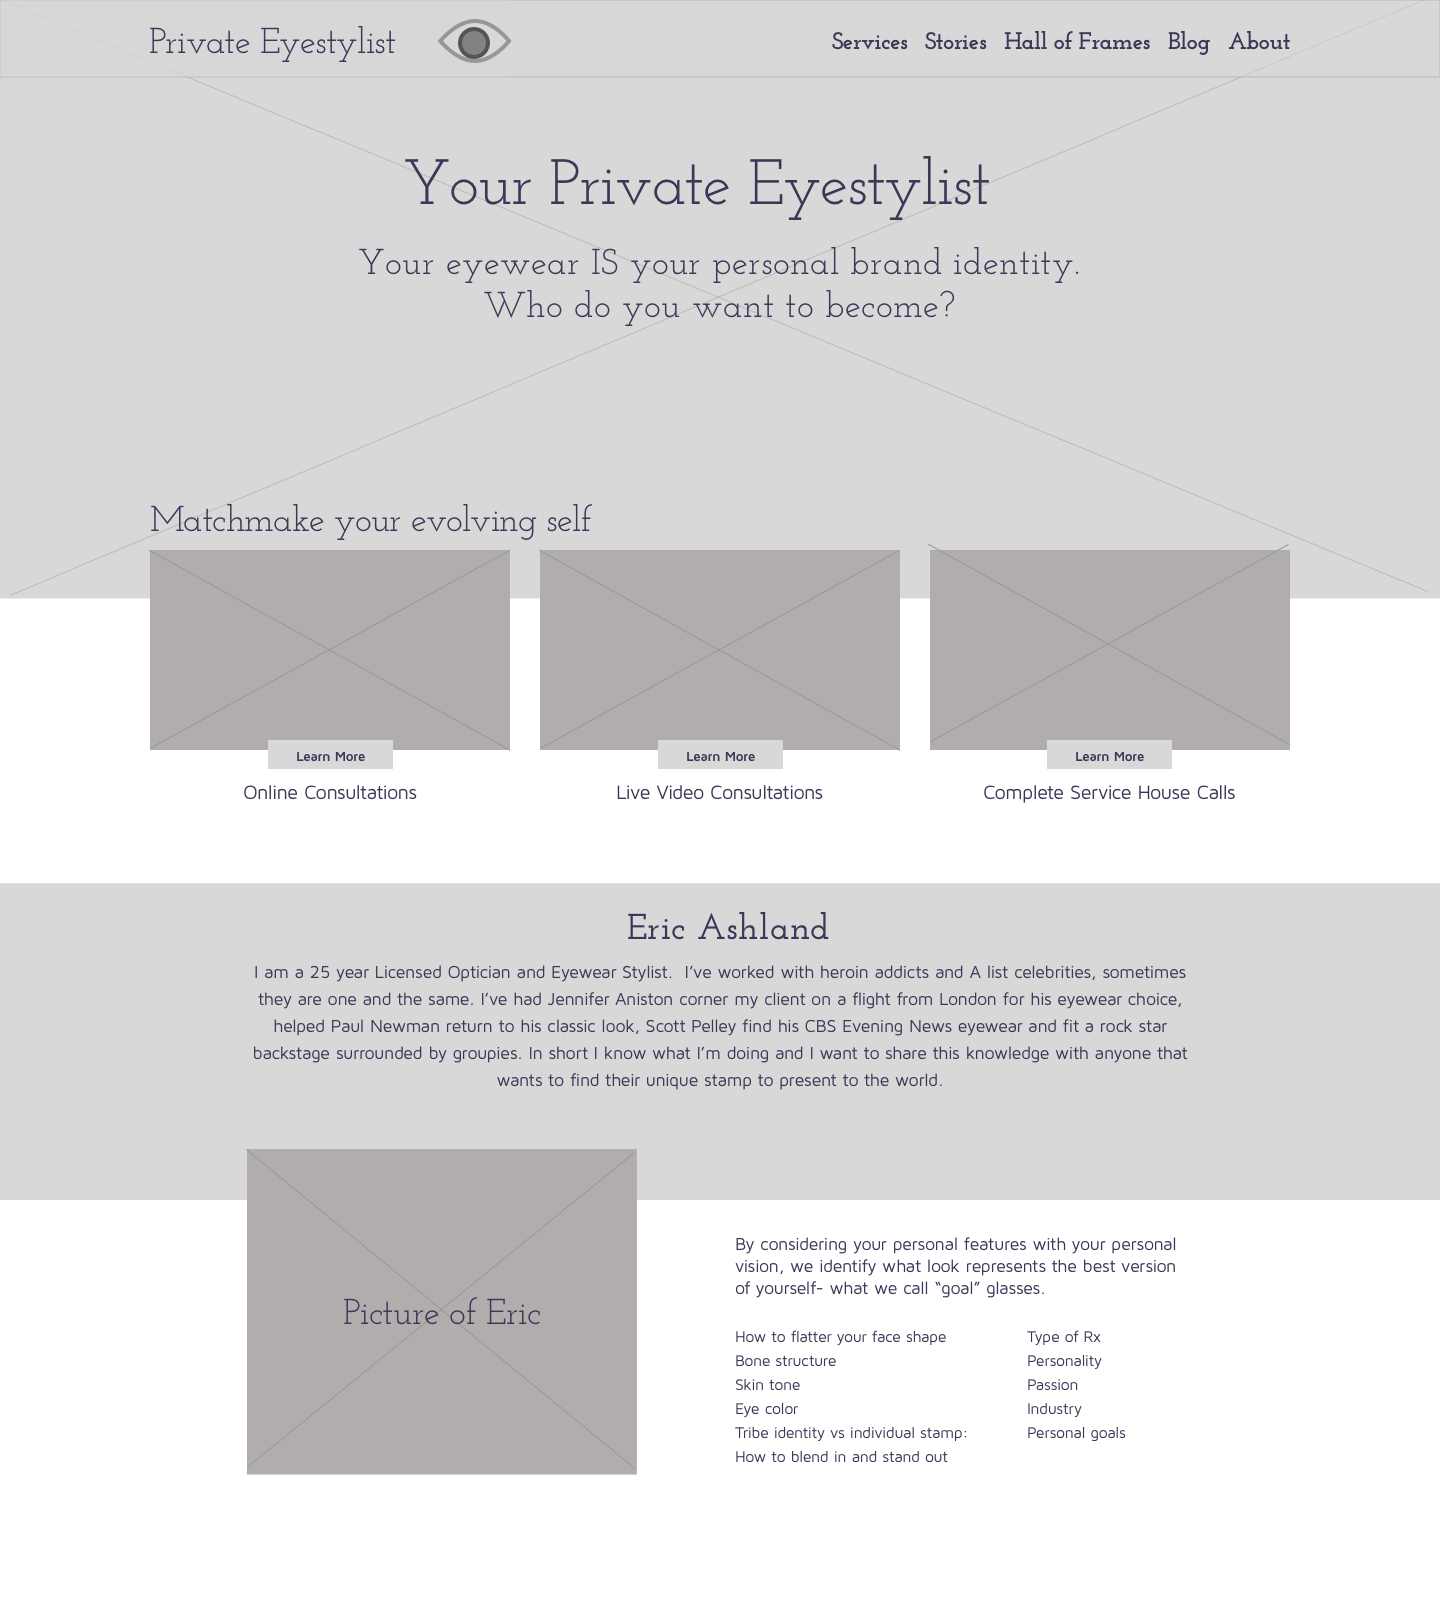 Private Eyestylist
Services Stories Hall of Frames Blog About
Your Private Eyestylist
Your eyewear IS your personal brand identity.
Who do you want to become?
Matchmake your evolving self
Learn More
Learn More
Learn More
Online Consultations
Live Video Consultations
Complete Service House Calls
Eric Ashland
I am a 25 year Licensed Optician and Eyewear Stylist.  I’ve worked with heroin addicts and A list celebrities, sometimes
they are one and the same. I’ve had Jennifer Aniston corner my client on a flight from London for his eyewear choice,
helped Paul Newman return to his classic look, Scott Pelley find his CBS Evening News eyewear and fit a rock star
backstage surrounded by groupies. In short I know what I’m doing and I want to share this knowledge with anyone that
wants to find their unique stamp to present to the world.
Picture of Eric
By considering your personal features with your personal
vision, we identify what look represents the best version
of yourself- what we call “goal” glasses.
How to flatter your face shape
Bone structure
Skin tone
Eye color
Tribe identity vs individual stamp:
How to blend in and stand out
Type of Rx
Personality
Passion
Industry
Personal goals